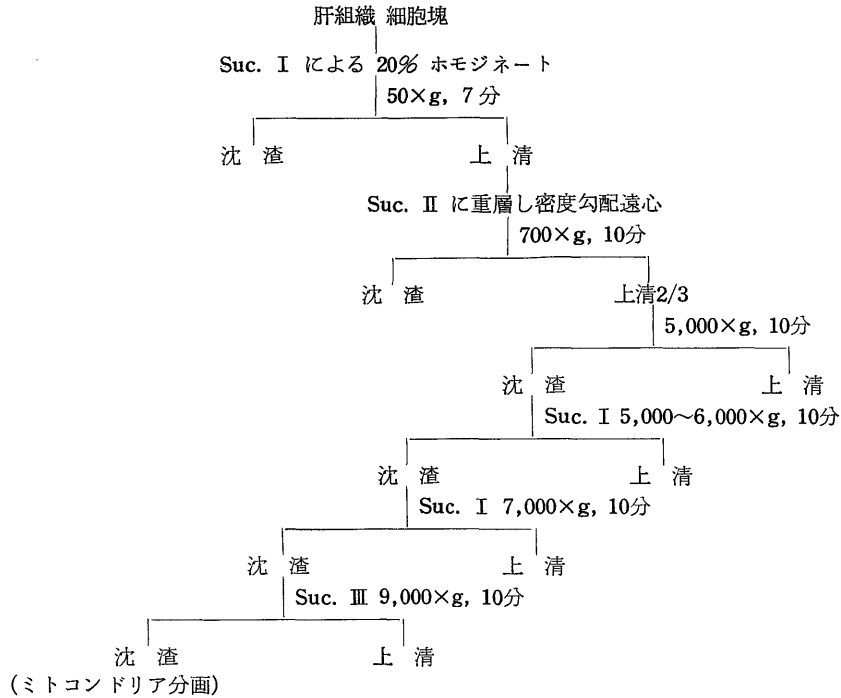 肝組織 細胞塊
Suc. Ⅰ による 20% ホモジネート
50×g, 7分
沈渣 上清
Suc. Ⅱ に重層し密度勾配遠心
700×g, 10分
沈渣 上清2/3
5,000×g, 10分
沈渣 上清
Suc. Ⅰ 5,000～6,000×g, 10分
沈渣 上清
Suc. Ⅰ 7,000×g, 10分
沈渣 上清
Suc. Ⅲ 9,000×g, 10分
沈渣 上清
(ミトコンドリア分画)